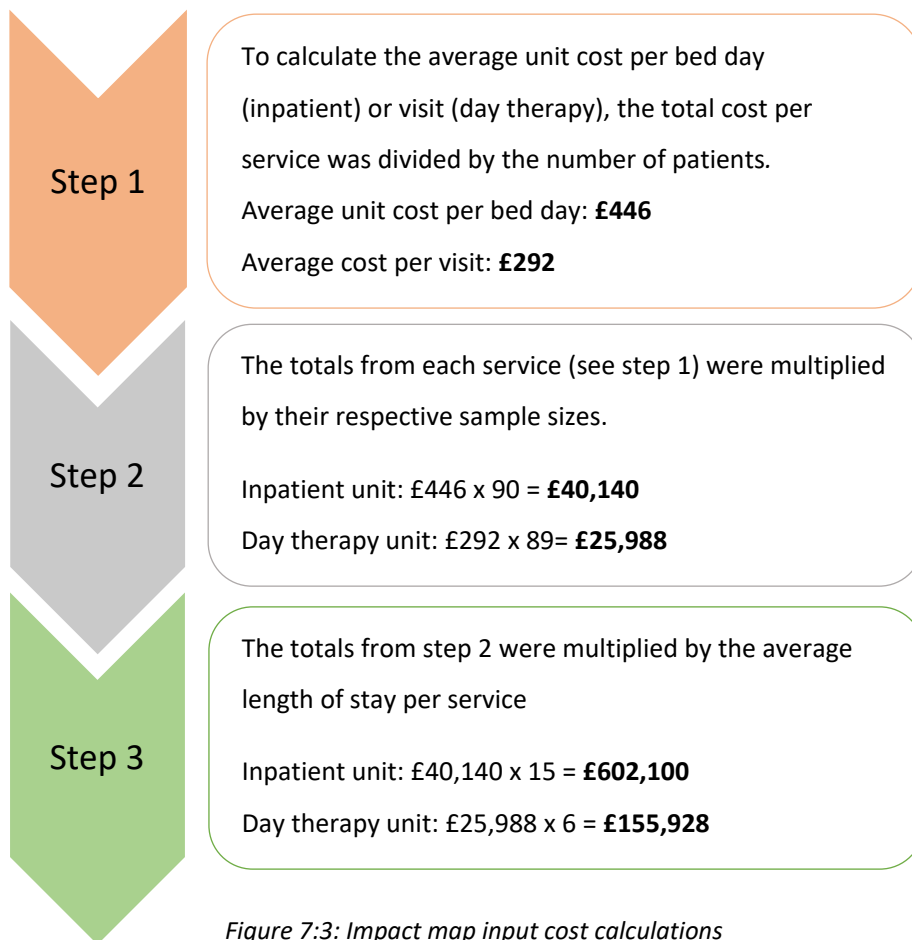 Step 1
To calculate the average unit cost per bed day
(inpatient) or visit (day therapy), the total cost per
service was divided by the number of patients.
Average unit cost per bed day: £446
Average cost per visit: £292
Step 2
The totals from each service (see step 1) were multiplied
by their respective sample sizes.
Inpatient unit: £446 x 90 = £40,140
Day therapy unit: £292 x 89= £25,988
Step 3
The totals from step 2 were multiplied by the average
length of stay per service
Inpatient unit: £40,140 x 15 = £602,100
Day therapy unit: £25,988 x 6 = £155,928
Figure 7:3: Impact map input cost calculations